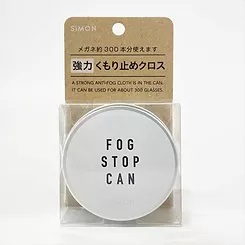 SIMON
メガネ約300本分使えます
強力くもり止めクロス
A STRONG ANTI-FOG CLOTH IS IN THE CAN.
IT CAN BE USED FOR ABOUT 300 GLASSES.
FOG
STOP
CAN